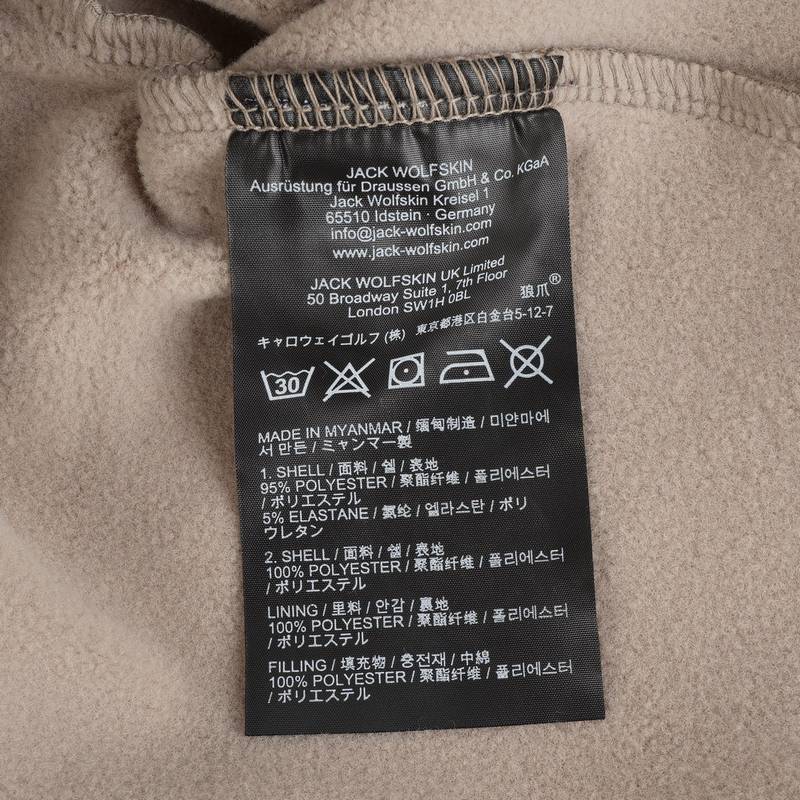 JACK WOLFSKIN
Ausrüstung für Draussen GmbH & Co. KGaA
Jack Wolfskin Kreisel 1
65510 Idstein · Germany
info@jack-wolfskin.com
www.jack-wolfskin.com
JACK WOLFSKIN UK Limited
50 Broadway Suite 1, 7th Floor
London SW1H 0BL
狼爪®
キャロウェイゴルフ (株) 東京都港区白金台5-12-7
30
MADE IN MYANMAR / 缅甸制造 / 미얀마에
서 만든 / ミャンマー製
1. SHELL / 面料 / 쉘 / 表地
95% POLYESTER / 聚酯纤维 / 폴리에스터
/ ポリエステル
5% ELASTANE / 氨纶 / 엘라스탄 / ポリ
ウレタン
2. SHELL / 面料 / 쉘 / 表地
100% POLYESTER / 聚酯纤维 / 폴리에스터
/ ポリエステル
LINING / 里料 / 안감 / 裏地
100% POLYESTER / 聚酯纤维 / 폴리에스터
/ ポリエステル
FILLING / 填充物 / 충전재 / 中綿
100% POLYESTER / 聚酯纤维 / 폴리에스터
/ ポリエステル